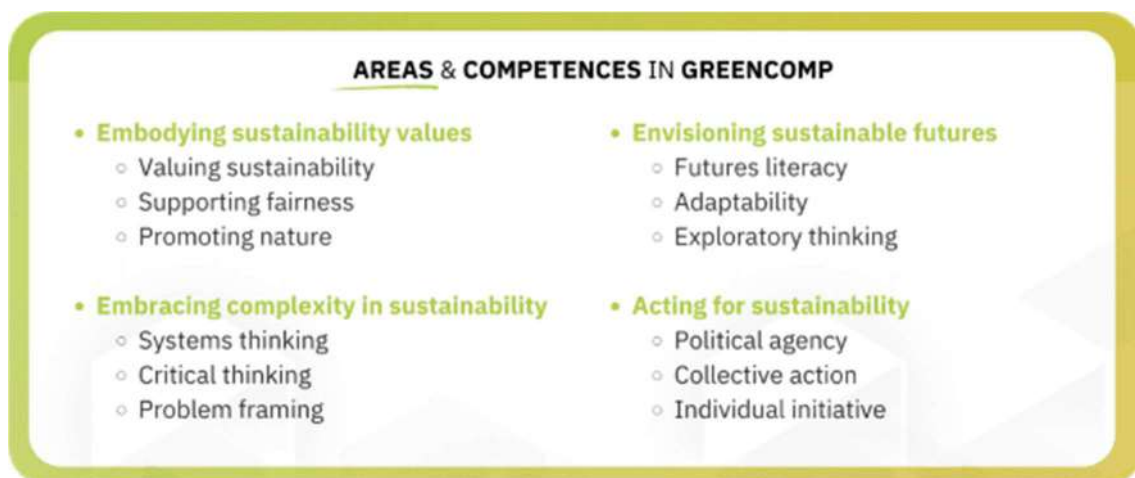 AREAS & COMPETENCES IN GREENCOMP
• Embodying sustainability values
◦ Valuing sustainability
◦ Supporting fairness
◦ Promoting nature
• Embracing complexity in sustainability
◦ Systems thinking
◦ Critical thinking
◦ Problem framing
• Envisioning sustainable futures
◦ Futures literacy
◦ Adaptability
◦ Exploratory thinking
• Acting for sustainability
◦ Political agency
◦ Collective action
◦ Individual initiative